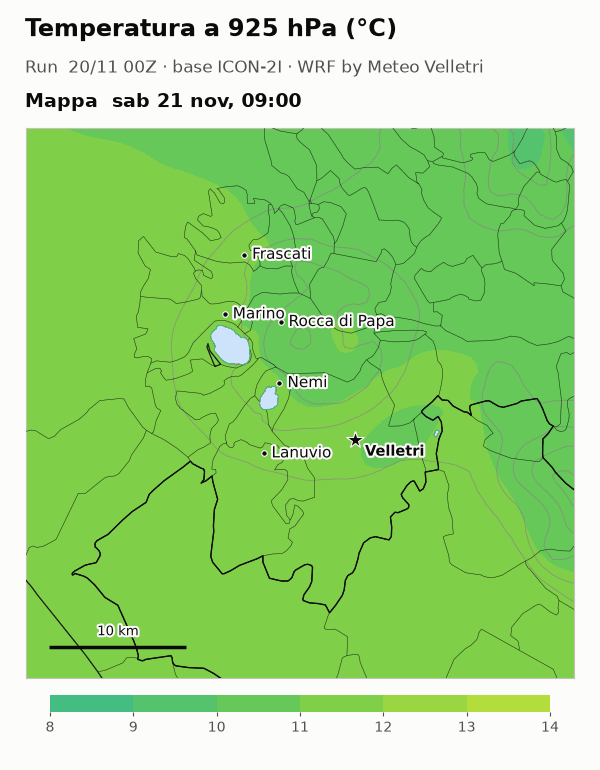 Temperatura a 925 hPa (°C)
Run  20/11 00Z · base ICON-2I · WRF by Meteo Velletri
Mappa  sab 21 nov, 09:00
Frascati
Marino
Rocca di Papa
Nemi
Velletri
Lanuvio
10 km
8 9 10 11 12 13 14